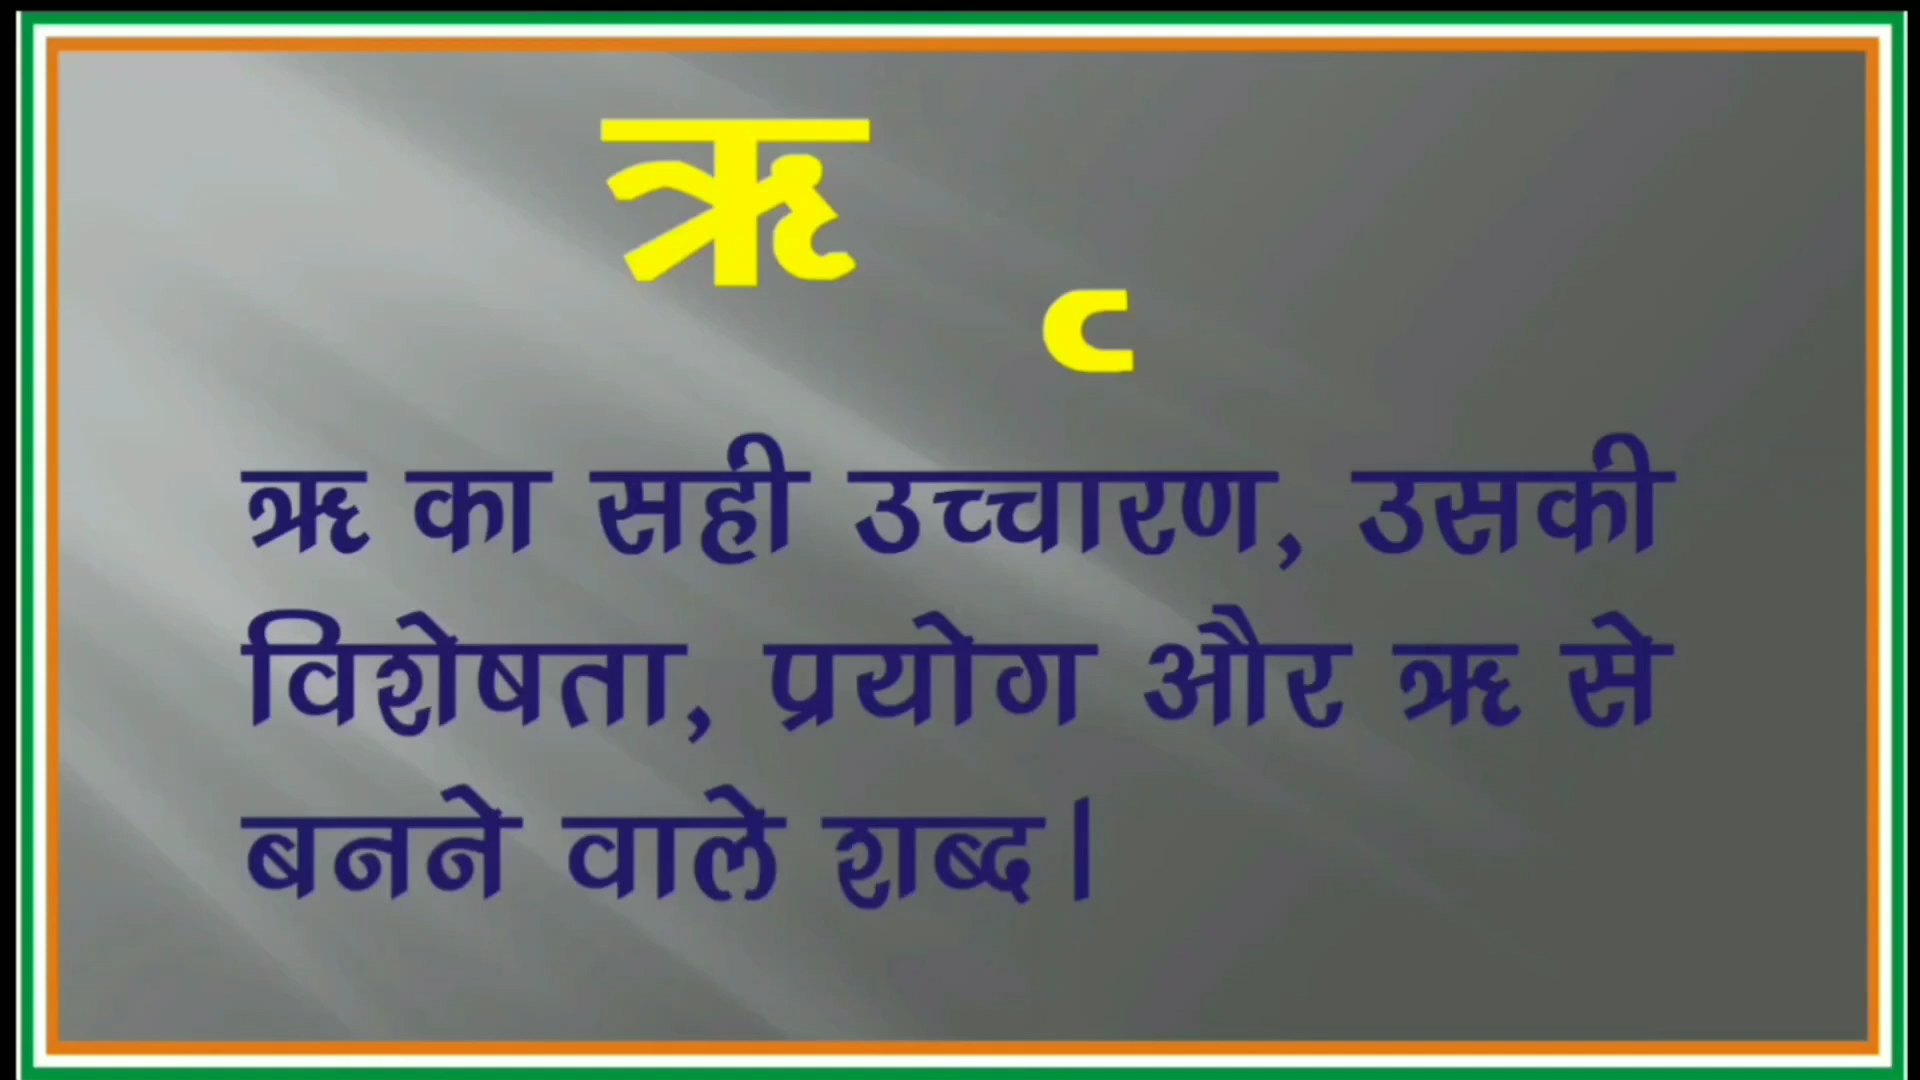 ऋ
ृ
ऋ का सही उच्चारण, उसकी
विशेषता, प्रयोग और ऋ से
बनने वाले शब्द।